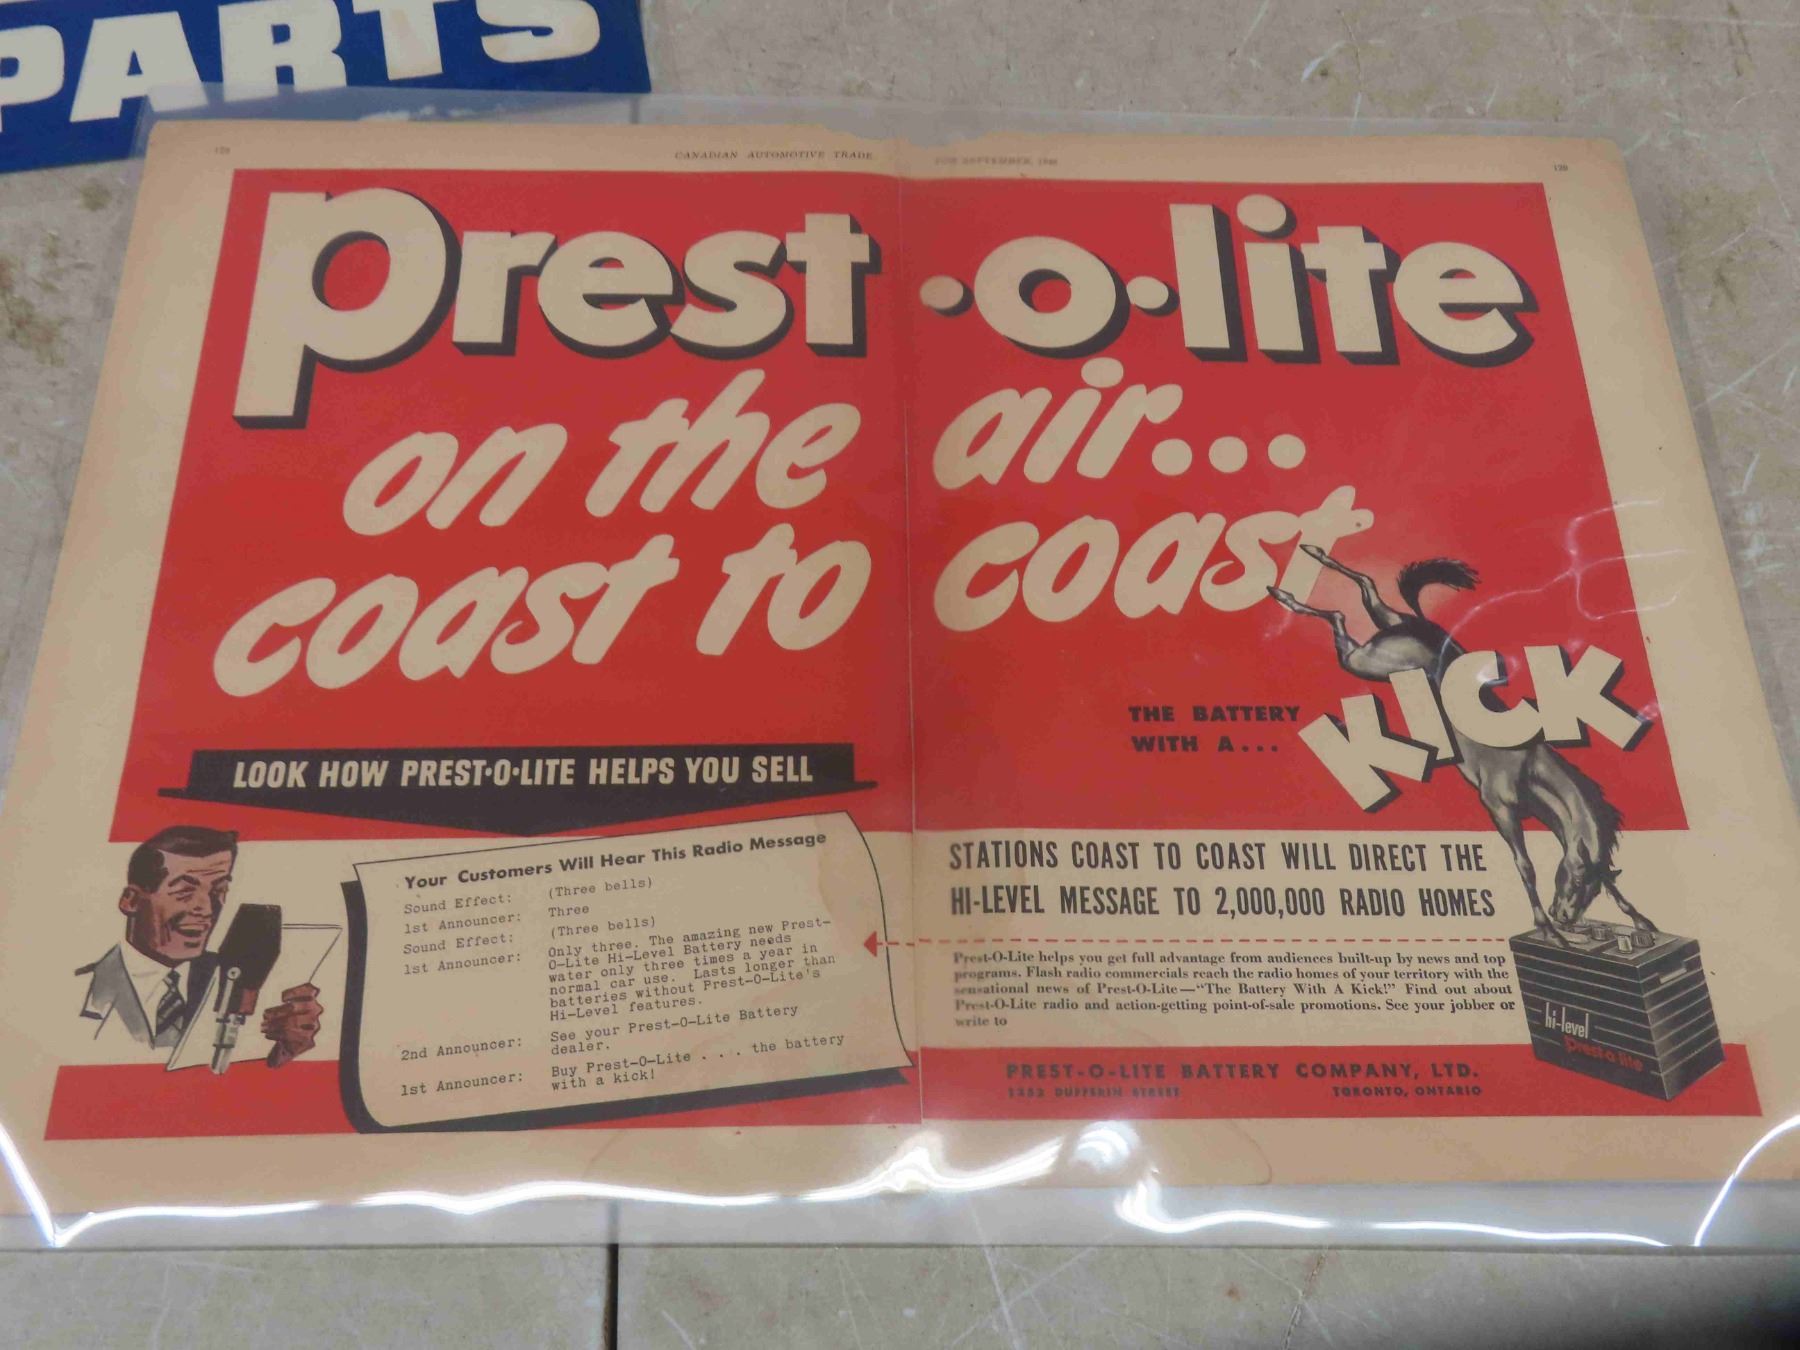 PARTS
CANADIAN AUTOMOTIVE TRADE
FOR SEPTEMBER,
129
prest·o·lite
on the air...
coast to coast
THE BATTERY
WITH A...
KICK
LOOK HOW PREST·O·LITE HELPS YOU SELL
Your Customers Will Hear This Radio Message
Sound Effect: (Three bells)
1st Announcer: Three
Sound Effect: (Three bells)
1st Announcer: Only three. The amazing new Prest-
O-Lite Hi-Level Battery needs
water only three times a year in
normal car use. Lasts longer than
batteries without Prest-O-Lite's
Hi-Level features.
2nd Announcer: See your Prest-O-Lite Battery
dealer.
1st Announcer: Buy Prest-O-Lite . . . the battery
with a kick!
STATIONS COAST TO COAST WILL DIRECT THE
HI-LEVEL MESSAGE TO 2,000,000 RADIO HOMES
Prest-O-Lite helps you get full advantage from audiences built-up by news and top
programs. Flash radio commercials reach the radio homes of your territory with the
sensational news of Prest-O-Lite—"The Battery With A Kick!" Find out about
Prest-O-Lite radio and action-getting point-of-sale promotions. See your jobber or
write to
hi-level
prest-o-lite
PREST-O-LITE BATTERY COMPANY, LTD.
DUFFERIN STREET TORONTO, ONTARIO